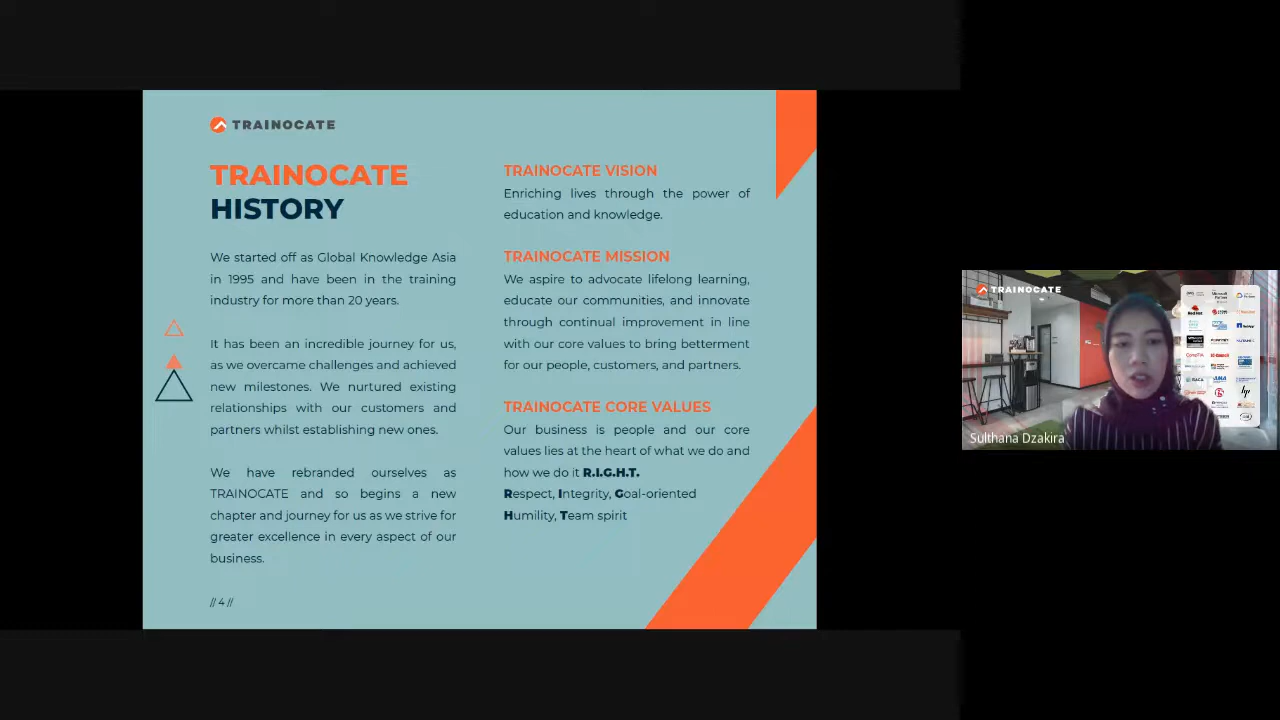 TRAINOCATE
TRAINOCATE
HISTORY
We started off as Global Knowledge Asia
in 1995 and have been in the training
industry for more than 20 years.
It has been an incredible journey for us,
as we overcame challenges and achieved
new milestones. We nurtured existing
relationships with our customers and
partners whilst establishing new ones.
We have rebranded ourselves as
TRAINOCATE and so begins a new
chapter and journey for us as we strive for
greater excellence in every aspect of our
business.
// 4 //
TRAINOCATE VISION
Enriching lives through the power of
education and knowledge.
TRAINOCATE MISSION
We aspire to advocate lifelong learning,
educate our communities, and innovate
through continual improvement in line
with our core values to bring betterment
for our people, customers, and partners.
TRAINOCATE CORE VALUES
Our business is people and our core
values lies at the heart of what we do and
how we do it R.I.G.H.T.
Respect, Integrity, Goal-oriented
Humility, Team spirit
TRAINOCATE
Red Hat
CompTIA
ISACA
hp
Sulthana Dzakira